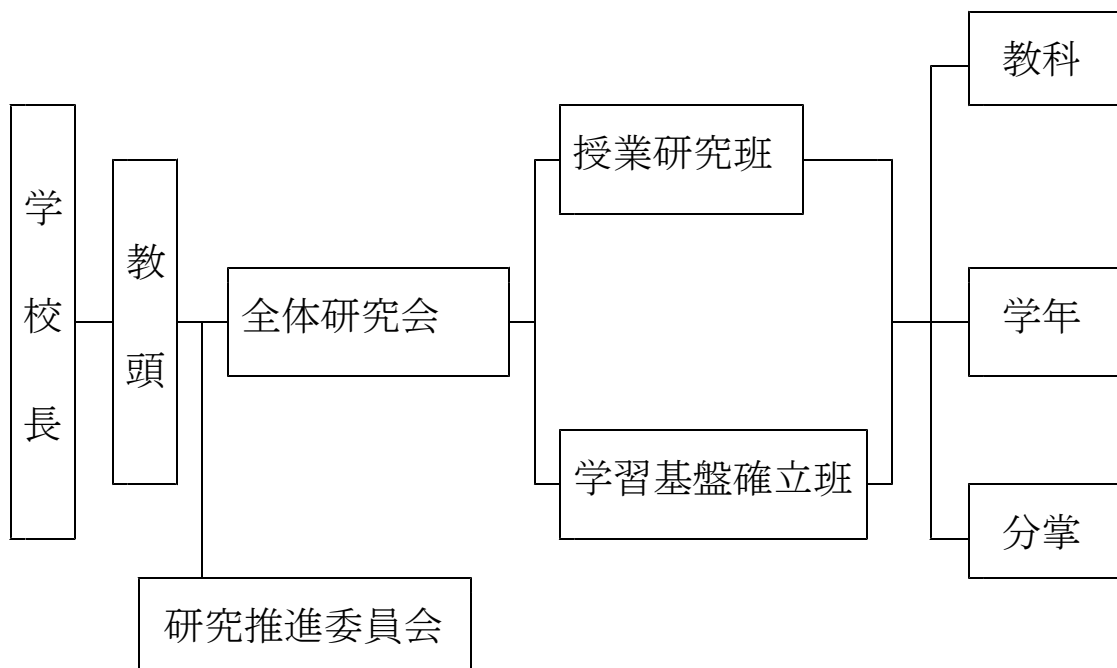 学校長
教頭
全体研究会
研究推進委員会
授業研究班
学習基盤確立班
教科
学年
分掌